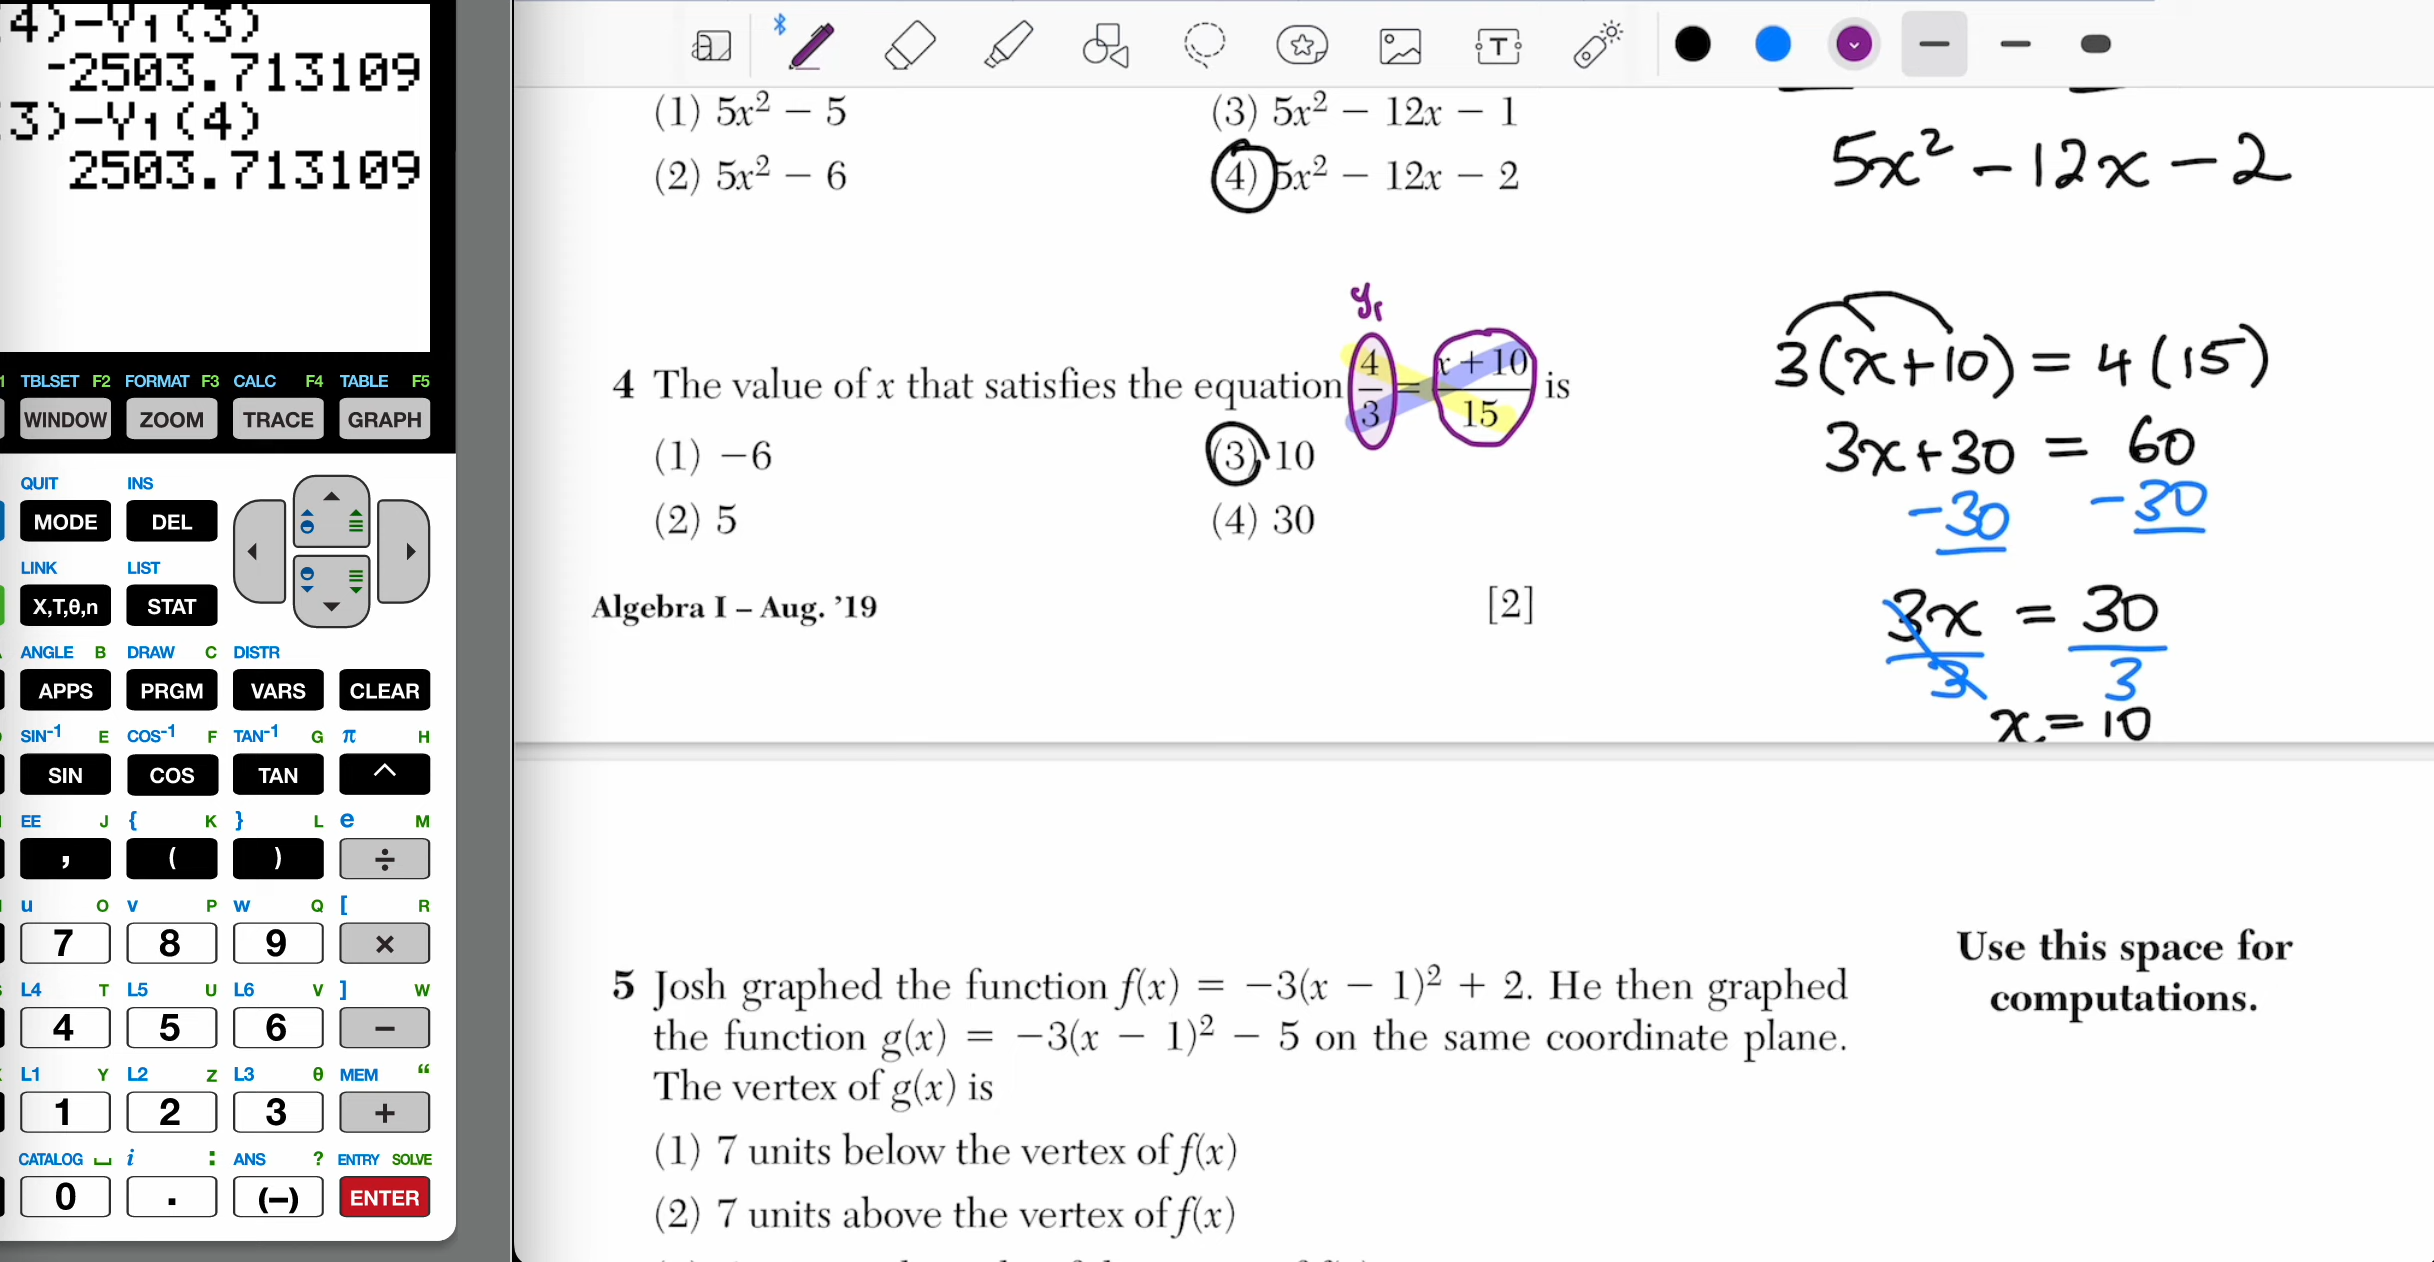 4)-Y1(3)
-2503.713109
3)-Y1(4)
2503.713109
TBLSET F2 FORMAT F3 CALC F4 TABLE F5
WINDOW ZOOM TRACE GRAPH
QUIT INS
MODE DEL
LINK LIST
X,T,θ,n STAT
ANGLE B DRAW C DISTR
APPS PRGM VARS CLEAR
SIN⁻¹ E COS⁻¹ F TAN⁻¹ G π H
SIN COS TAN ^
EE J { K } L e M
, ( ) ÷
u O v P w Q [ R
7 8 9 ×
L4 T L5 U L6 V ] W
4 5 6 −
L1 Y L2 Z L3 θ MEM “
1 2 3 +
CATALOG ⎵ i : ANS ? ENTRY SOLVE
0 . (−) ENTER
a
T
(1) 5x² − 5 (3) 5x² − 12x − 1
(2) 5x² − 6 (4) 5x² − 12x − 2
5x² − 12x − 2
y₁
4 The value of x that satisfies the equation 4/3 = x + 10/15 is
(1) −6 (3) 10
(2) 5 (4) 30
Algebra I – Aug. ’19 [2]
3(x+10) = 4(15)
3x+30 = 60
-30 -30
3x = 30
3 3
x = 10
5 Josh graphed the function f(x) = −3(x − 1)² + 2. He then graphed
the function g(x) = −3(x − 1)² − 5 on the same coordinate plane.
The vertex of g(x) is
(1) 7 units below the vertex of f(x)
(2) 7 units above the vertex of f(x)
Use this space for
computations.